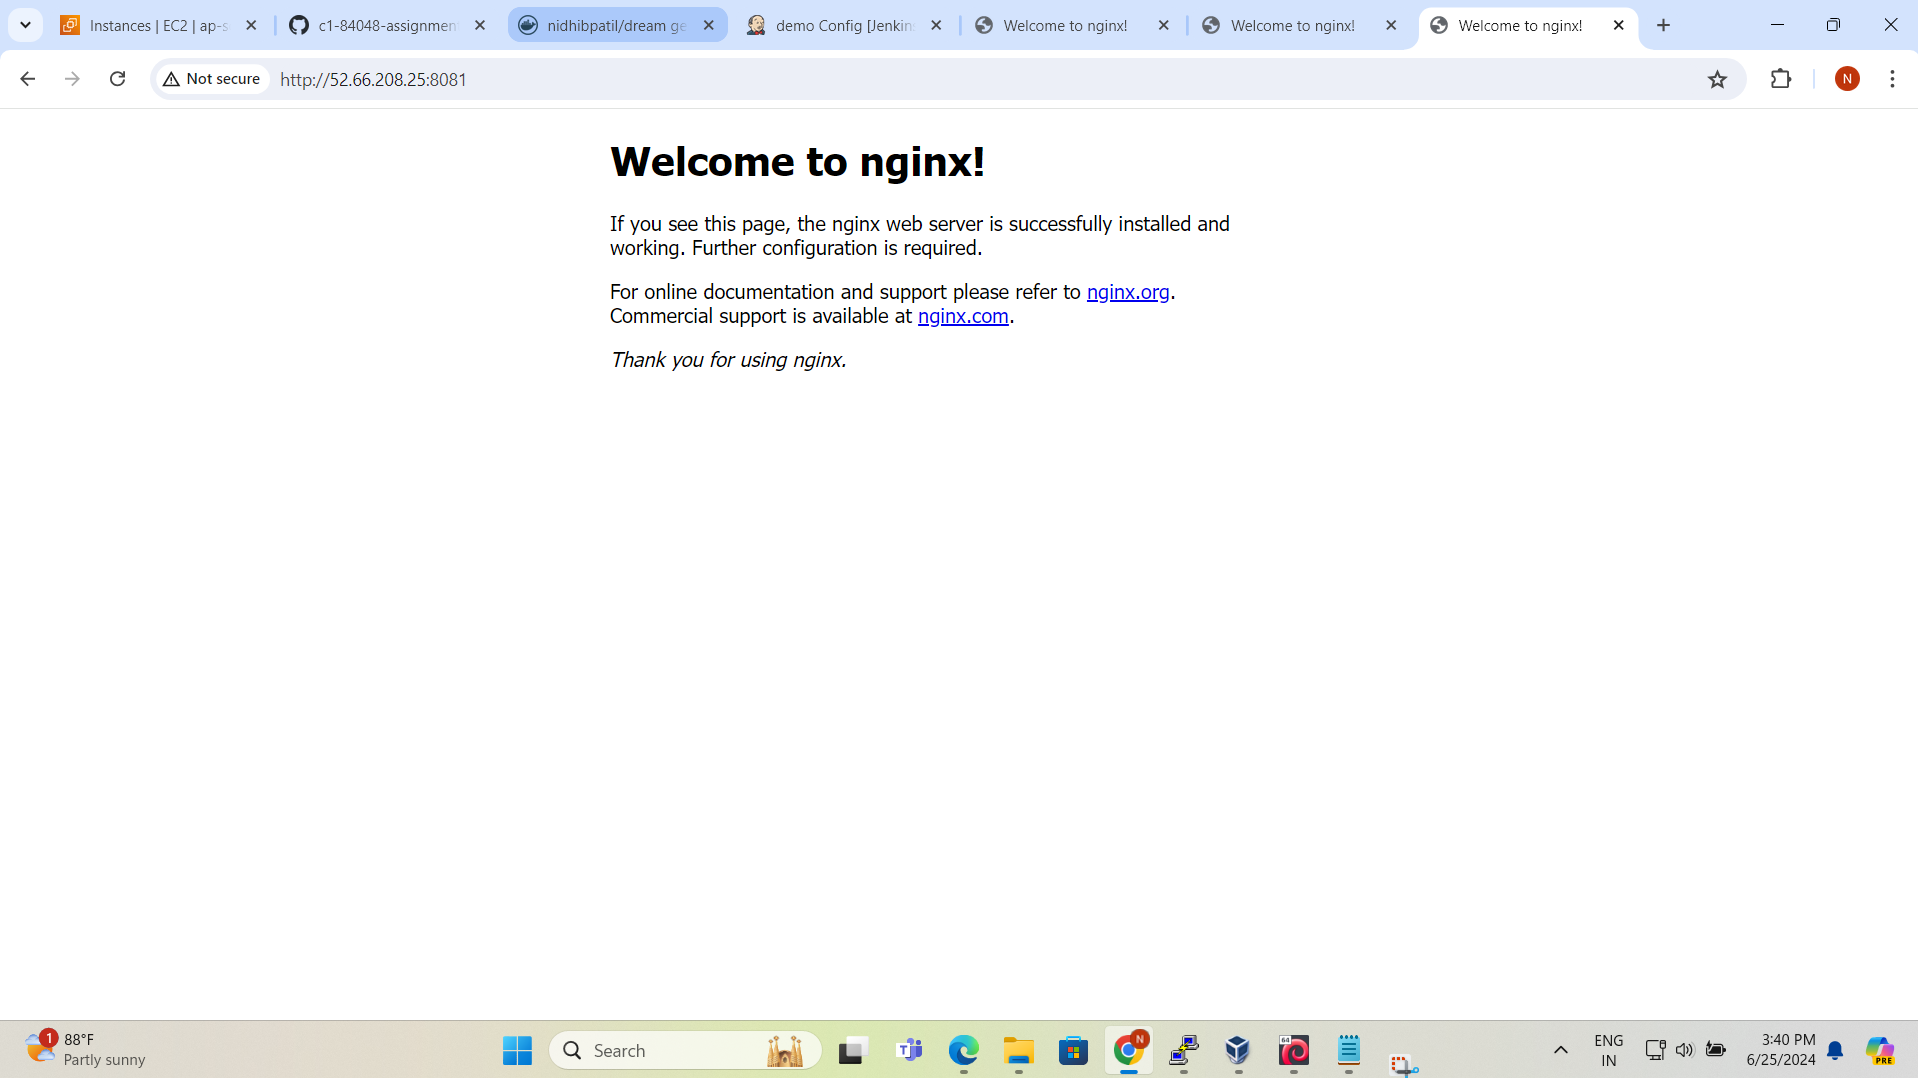 Instances | EC2 | ap-s
c1-84048-assignment
nidhibpatil/dream ge
demo Config [Jenkins
Welcome to nginx!
Welcome to nginx!
Welcome to nginx!
Not secure
http://52.66.208.25:8081
N
Welcome to nginx!
If you see this page, the nginx web server is successfully installed and
working. Further configuration is required.
For online documentation and support please refer to nginx.org.
Commercial support is available at nginx.com.
Thank you for using nginx.
1
88°F
Partly sunny
Search
N
64
ENG
IN
3:40 PM
6/25/2024
PRE